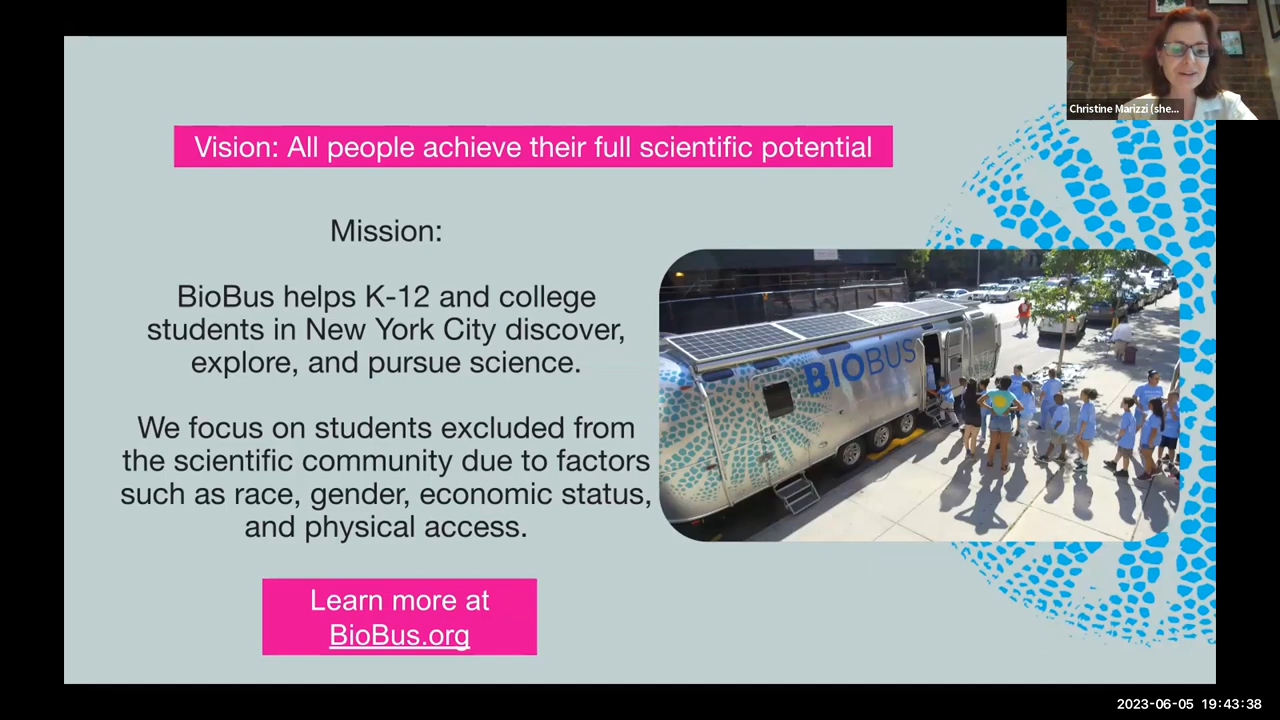 Christine Marizzi (she...
Vision: All people achieve their full scientific potential
Mission:
BioBus helps K-12 and college
students in New York City discover,
explore, and pursue science.
We focus on students excluded from
the scientific community due to factors
such as race, gender, economic status,
and physical access.
BIOBUS
Learn more at
BioBus.org
2023-06-05 19:43:38